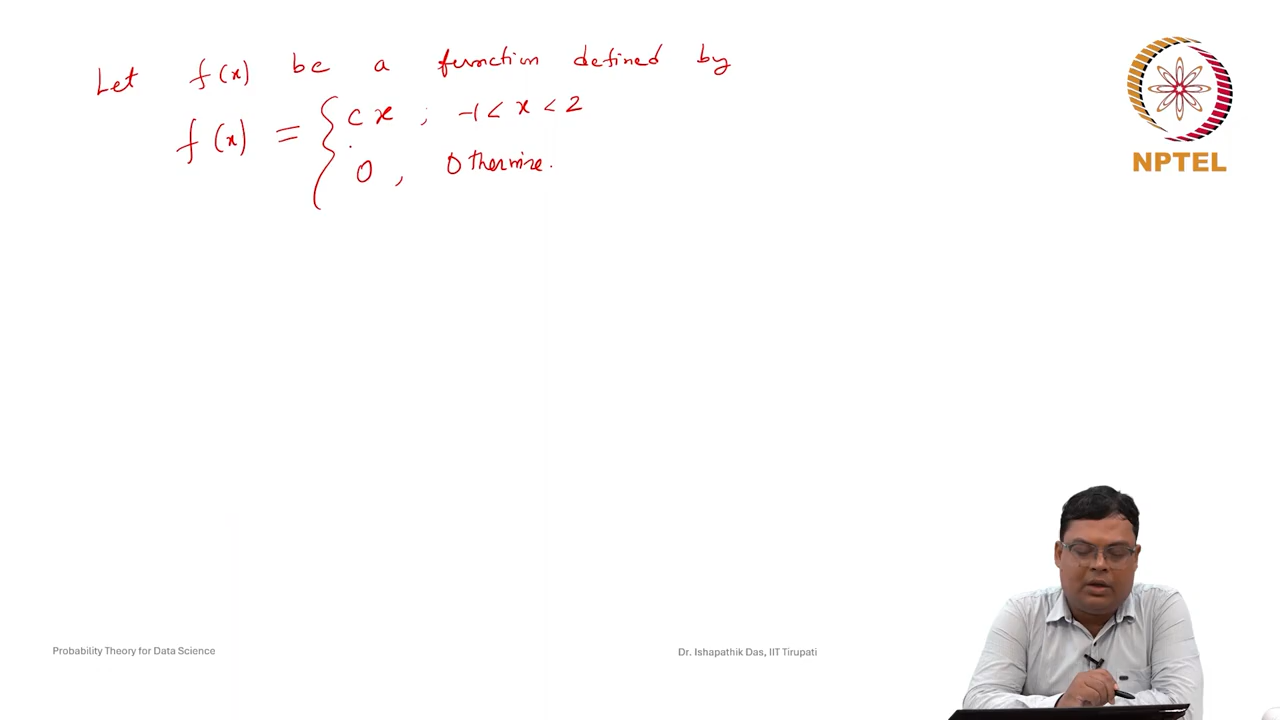 Let f(x) be a function defined by
f(x) = { cx ; -1 < x < 2
0 , Otherwise.
NPTEL
Probability Theory for Data Science
Dr. Ishapathik Das, IIT Tirupati